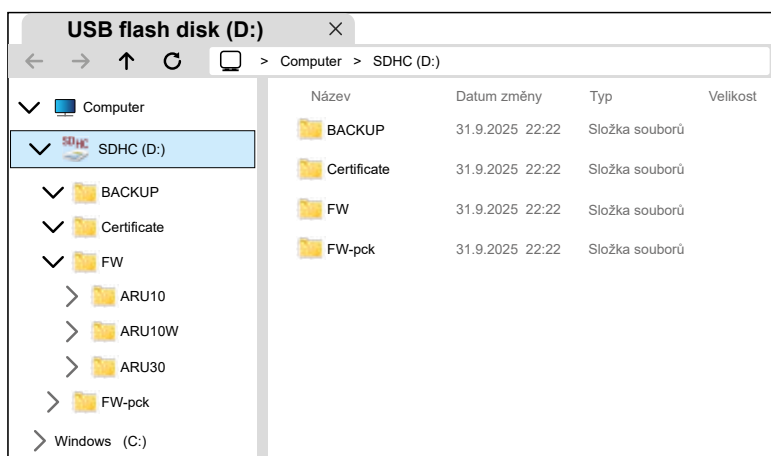 USB flash disk (D:)
> Computer > SDHC (D:)
Computer
SDHC (D:)
BACKUP
Certificate
FW
ARU10
ARU10W
ARU30
FW-pck
Windows (C:)
Název Datum změny Typ Velikost
BACKUP 31.9.2025 22:22 Složka souborů
Certificate 31.9.2025 22:22 Složka souborů
FW 31.9.2025 22:22 Složka souborů
FW-pck 31.9.2025 22:22 Složka souborů